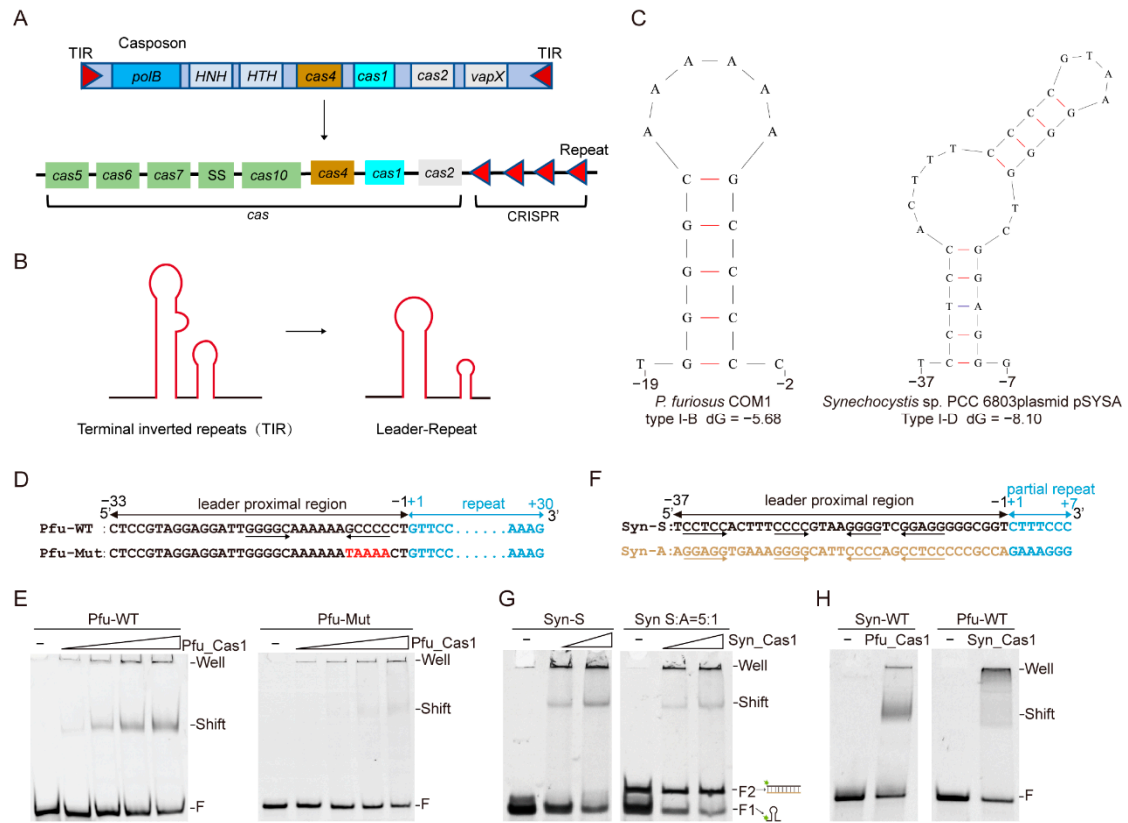 A
Casposon
TIR
TIR
polB
HNH
HTH
cas4
cas1
cas2
vapX
Repeat
cas5
cas6
cas7
SS
cas10
cas4
cas1
cas2
cas
CRISPR
B
Terminal inverted repeats (TIR)
Leader-Repeat
C
A A A A
A A
C G
G C
G C
G C
T G C C
−19
−2
P. furiosus COM1
type I-B dG = −5.68
G T A A
C G
C G
C G
C G
T T
T T
C C
A G
C G
C A
T G
C G
T C G G
−37
−7
Synechocystis sp. PCC 6803plasmid pSYSA
Type I-D dG = −8.10
D
−33
leader proximal region
−1
+1
repeat
+30
5'
3'
Pfu-WT :CTCCGTAGGAGGATTGGGGCAAAAAAGCCCCCTGTTCC......AAAG
Pfu-Mut :CTCCGTAGGAGGATTGGGGCAAAAAATAAAACTGTTCC......AAAG
E
Pfu-WT
Pfu-Mut
−
Pfu_Cas1
−
Pfu_Cas1
-Well
-Well
-Shift
-Shift
-F
-F
F
partial repeat
−37
leader proximal region
−1
+1
+7
5'
3'
Syn-S:TCCTCCACTTTCCCCGTAAGGGGTCGGAGGGGGCGGTCTTTCCC
Syn-A:AGGAGGTGAAAGGGGCATTCCCCAGCCTCCCCCGCCAGAAAGGG
G
Syn-S
Syn S:A=5:1
−
−
Syn_Cas1
-Well
-Shift
-F2
-F1
H
Syn-WT
Pfu-WT
−
Pfu_Cas1
−
Syn_Cas1
-Well
-Shift
-F